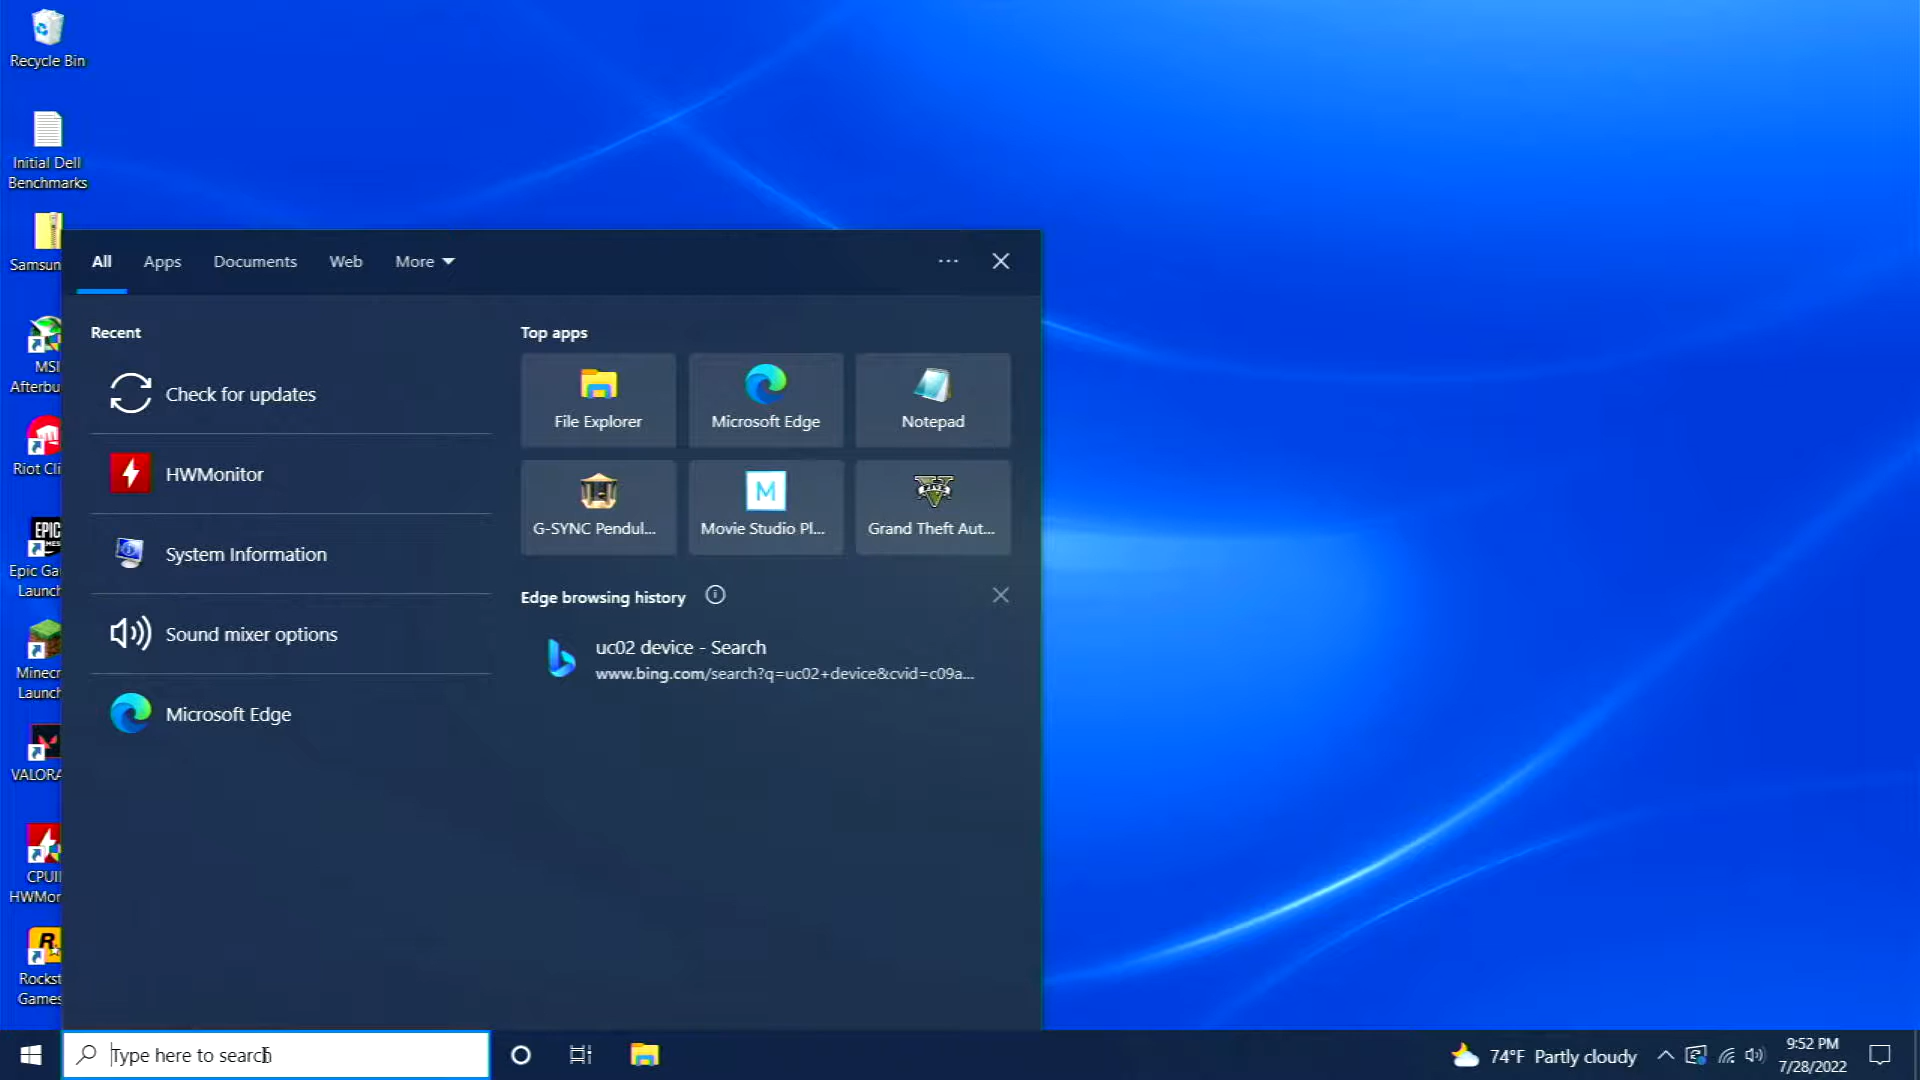 Recycle Bin
Initial Dell
Benchmarks
Samsun
MSI
Afterbu
Riot Cli
EPIC
Epic Ga
Launch
Minecr
Launch
VALORA
CPUI
HWMon
R
Rockst
Games
All Apps Documents Web More
Recent
Check for updates
HWMonitor
System Information
Sound mixer options
Microsoft Edge
Top apps
File Explorer
Microsoft Edge
Notepad
G-SYNC Pendul...
M
Movie Studio Pl...
V
Grand Theft Aut...
Edge browsing history
uc02 device - Search
www.bing.com/search?q=uc02+device&cvid=c09a...
Type here to search
74°F Partly cloudy
9:52 PM
7/28/2022